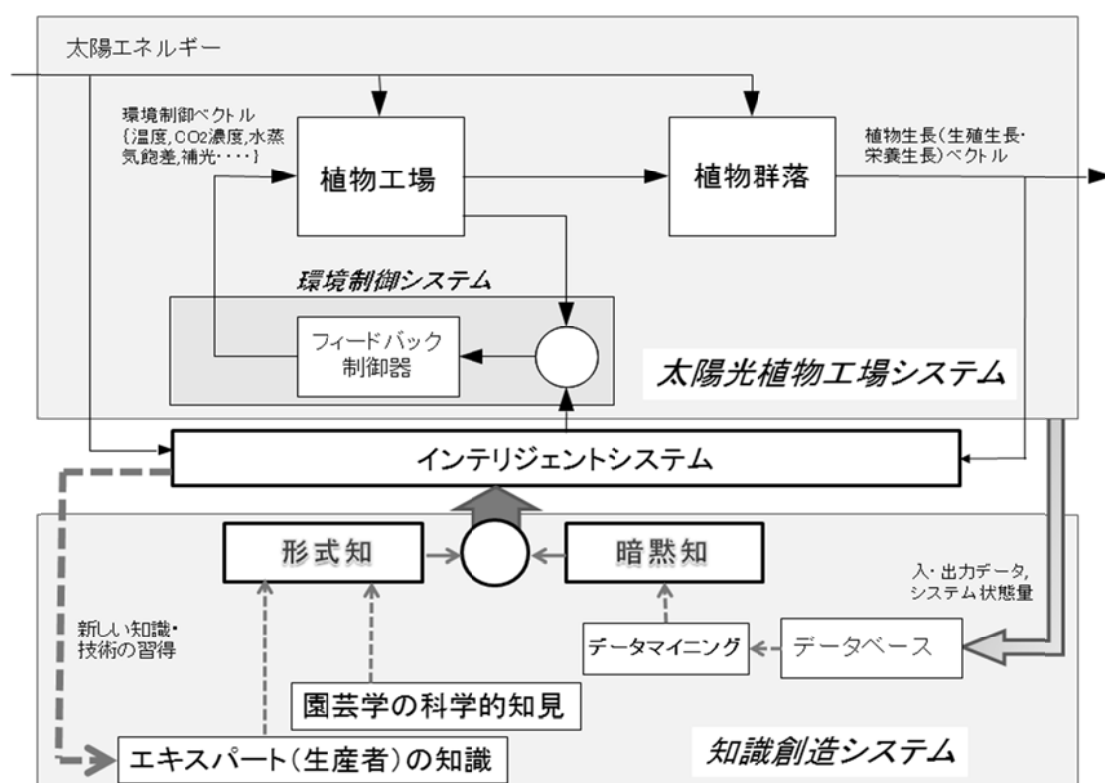 太陽エネルギー
環境制御ベクトル
{温度,CO2濃度,水蒸
気飽差,補光････}
植物工場
植物群落
植物生長(生殖生長・
栄養生長)ベクトル
環境制御システム
フィードバック
制御器
太陽光植物工場システム
インテリジェントシステム
形式知
暗黙知
入・出力データ,
システム状態量
新しい知識・
技術の習得
データマイニング
データベース
園芸学の科学的知見
エキスパート(生産者)の知識
知識創造システム